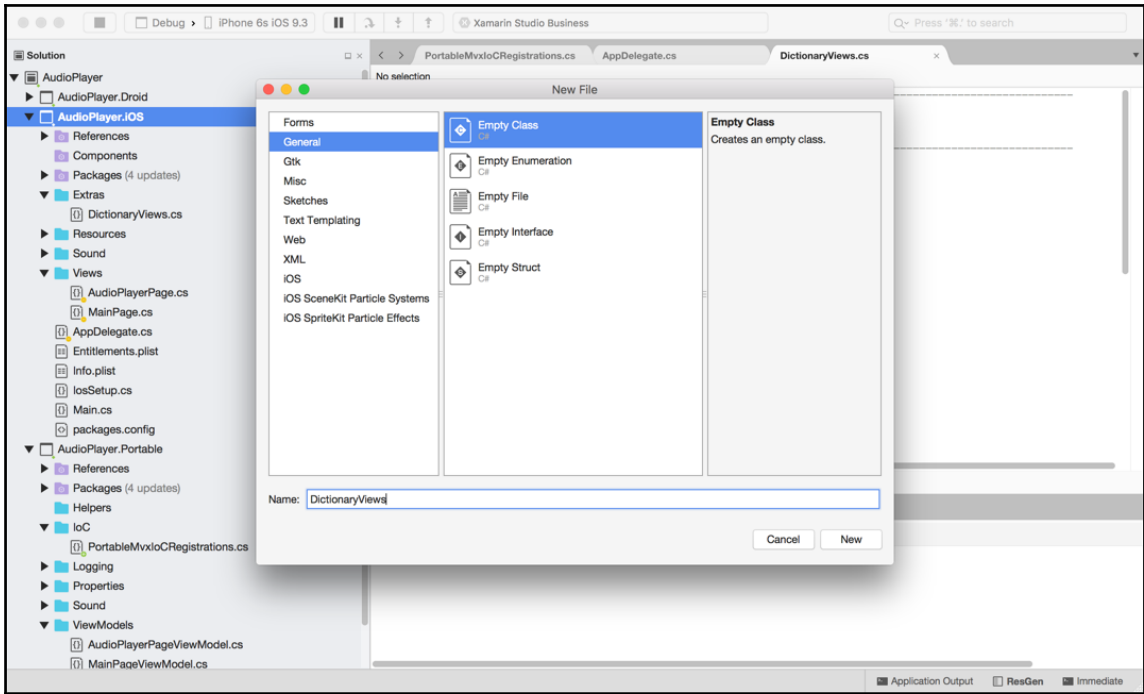 Debug › iPhone 6s iOS 9.3
Xamarin Studio Business
Press '⌘.' to search
Solution
PortableMvxIoCRegistrations.cs
AppDelegate.cs
DictionaryViews.cs
No selection
AudioPlayer
AudioPlayer.Droid
AudioPlayer.iOS
References
Components
Packages (4 updates)
Extras
DictionaryViews.cs
Resources
Sound
Views
AudioPlayerPage.cs
MainPage.cs
AppDelegate.cs
Entitlements.plist
Info.plist
IosSetup.cs
Main.cs
packages.config
AudioPlayer.Portable
References
Packages (4 updates)
Helpers
IoC
PortableMvxIoCRegistrations.cs
Logging
Properties
Sound
ViewModels
AudioPlayerPageViewModel.cs
MainPageViewModel.cs
New File
Forms
General
Gtk
Misc
Sketches
Text Templating
Web
XML
iOS
iOS SceneKit Particle Systems
iOS SpriteKit Particle Effects
Empty Class
C#
Empty Enumeration
C#
Empty File
C#
Empty Interface
C#
Empty Struct
C#
Empty Class
Creates an empty class.
Name: DictionaryViews
Cancel
New
Application Output
ResGen
Immediate